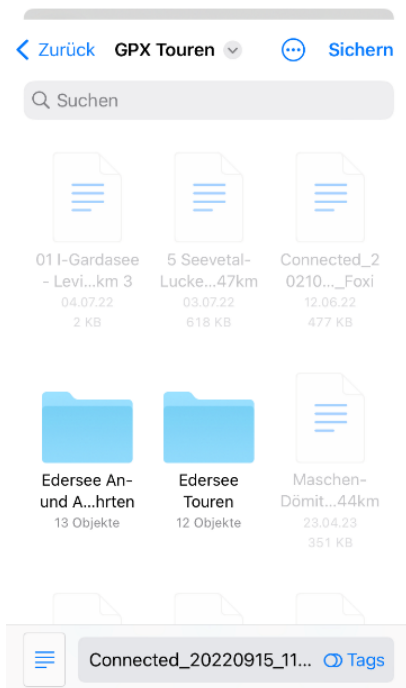 Zurück GPX Touren Sichern
Suchen
01 I-Gardasee 5 Seevetal- Connected_2
- Levi...km 3 Lucke...47km 0210..._Foxi
04.07.22 03.07.22 12.06.22
2 KB 618 KB 477 KB
Edersee An- Edersee Maschen-
und A...hrten Touren Dömit...44km
13 Objekte 12 Objekte 23.04.23
351 KB
Connected_20220915_11... Tags